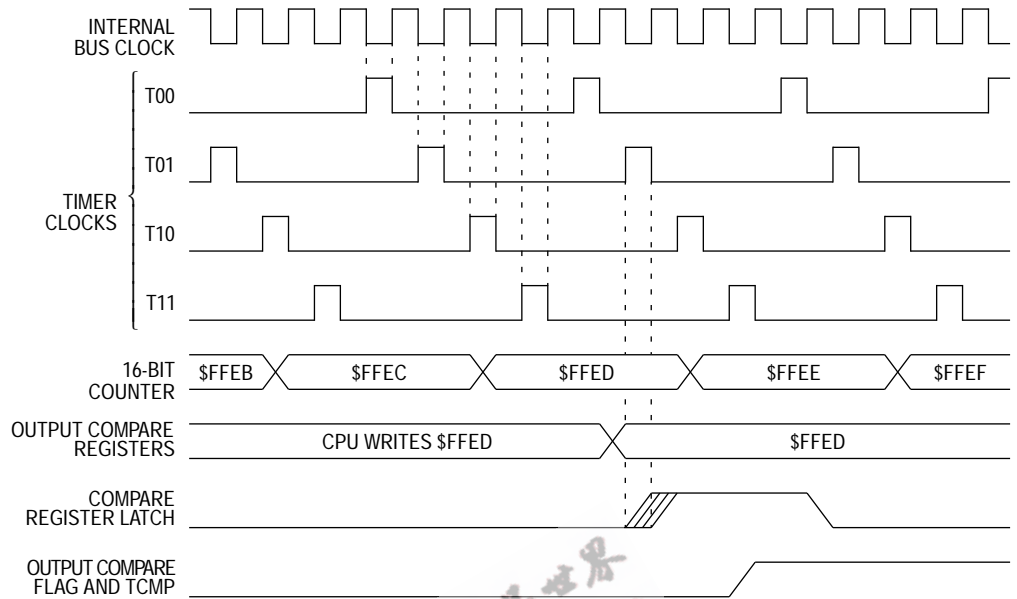 INTERNAL
BUS CLOCK
T00
T01
TIMER
CLOCKS
T10
T11
16-BIT
COUNTER
$FFEB
$FFEC
$FFED
$FFEE
$FFEF
OUTPUT COMPARE
REGISTERS
CPU WRITES $FFED
$FFED
COMPARE
REGISTER LATCH
OUTPUT COMPARE
FLAG AND TCMP